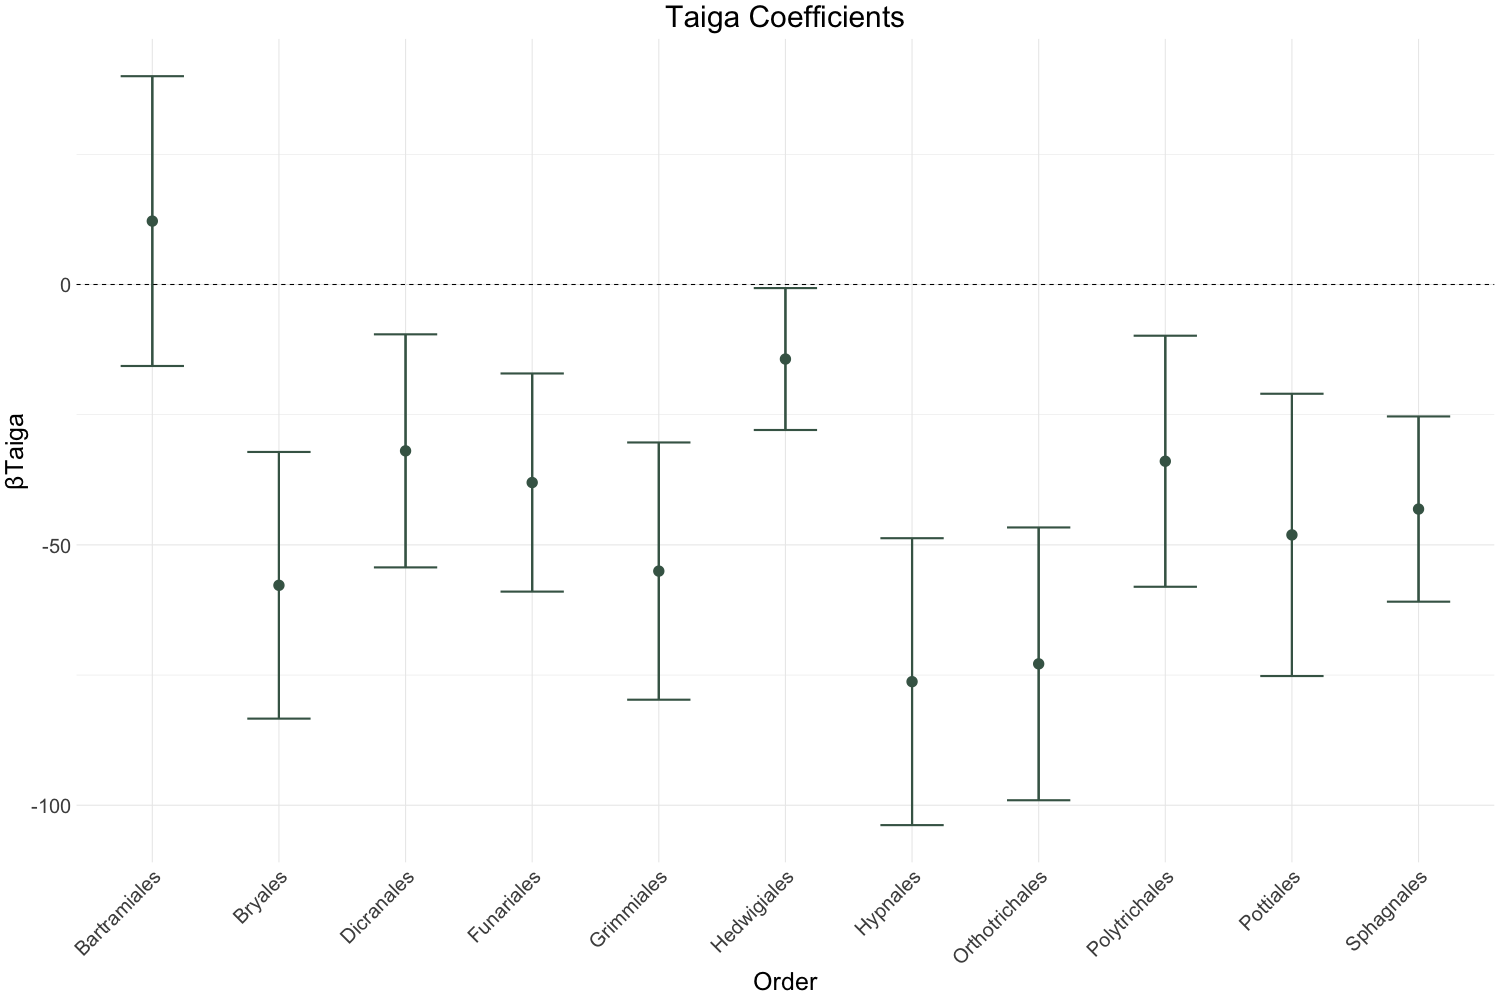 Taiga Coefficients
βTaiga
0
-50
-100
Bartramiales
Bryales
Dicranales
Funariales
Grimmiales
Hedwigiales
Hypnales
Orthotrichales
Polytrichales
Pottiales
Sphagnales
Order